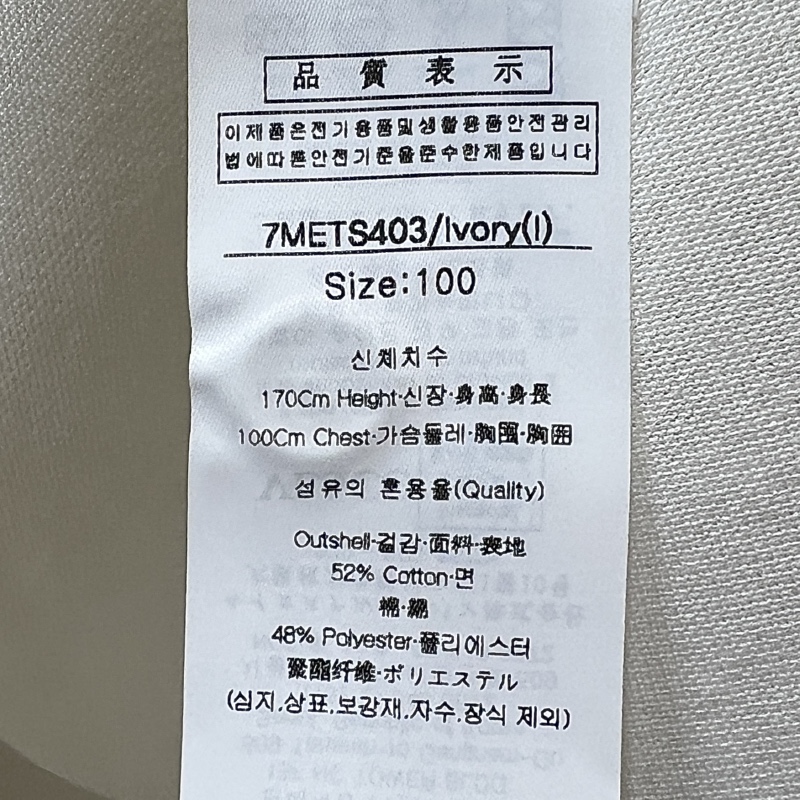 品質表示
이제품은전기용품및생활용품안전관리
법에따른안전기준을준수한제품입니다
7METS403/Ivory(I)
Size:100
신체치수
170Cm Height·신장·身高·身長
100Cm Chest·가슴둘레·胸围·胸囲
섬유의 혼용율(Quality)
Outshell·겉감·面料·表地
52% Cotton·면
棉·綿
48% Polyester·폴리에스터
聚酯纤维·ポリエステル
(심지,상표,보강재,자수,장식 제외)